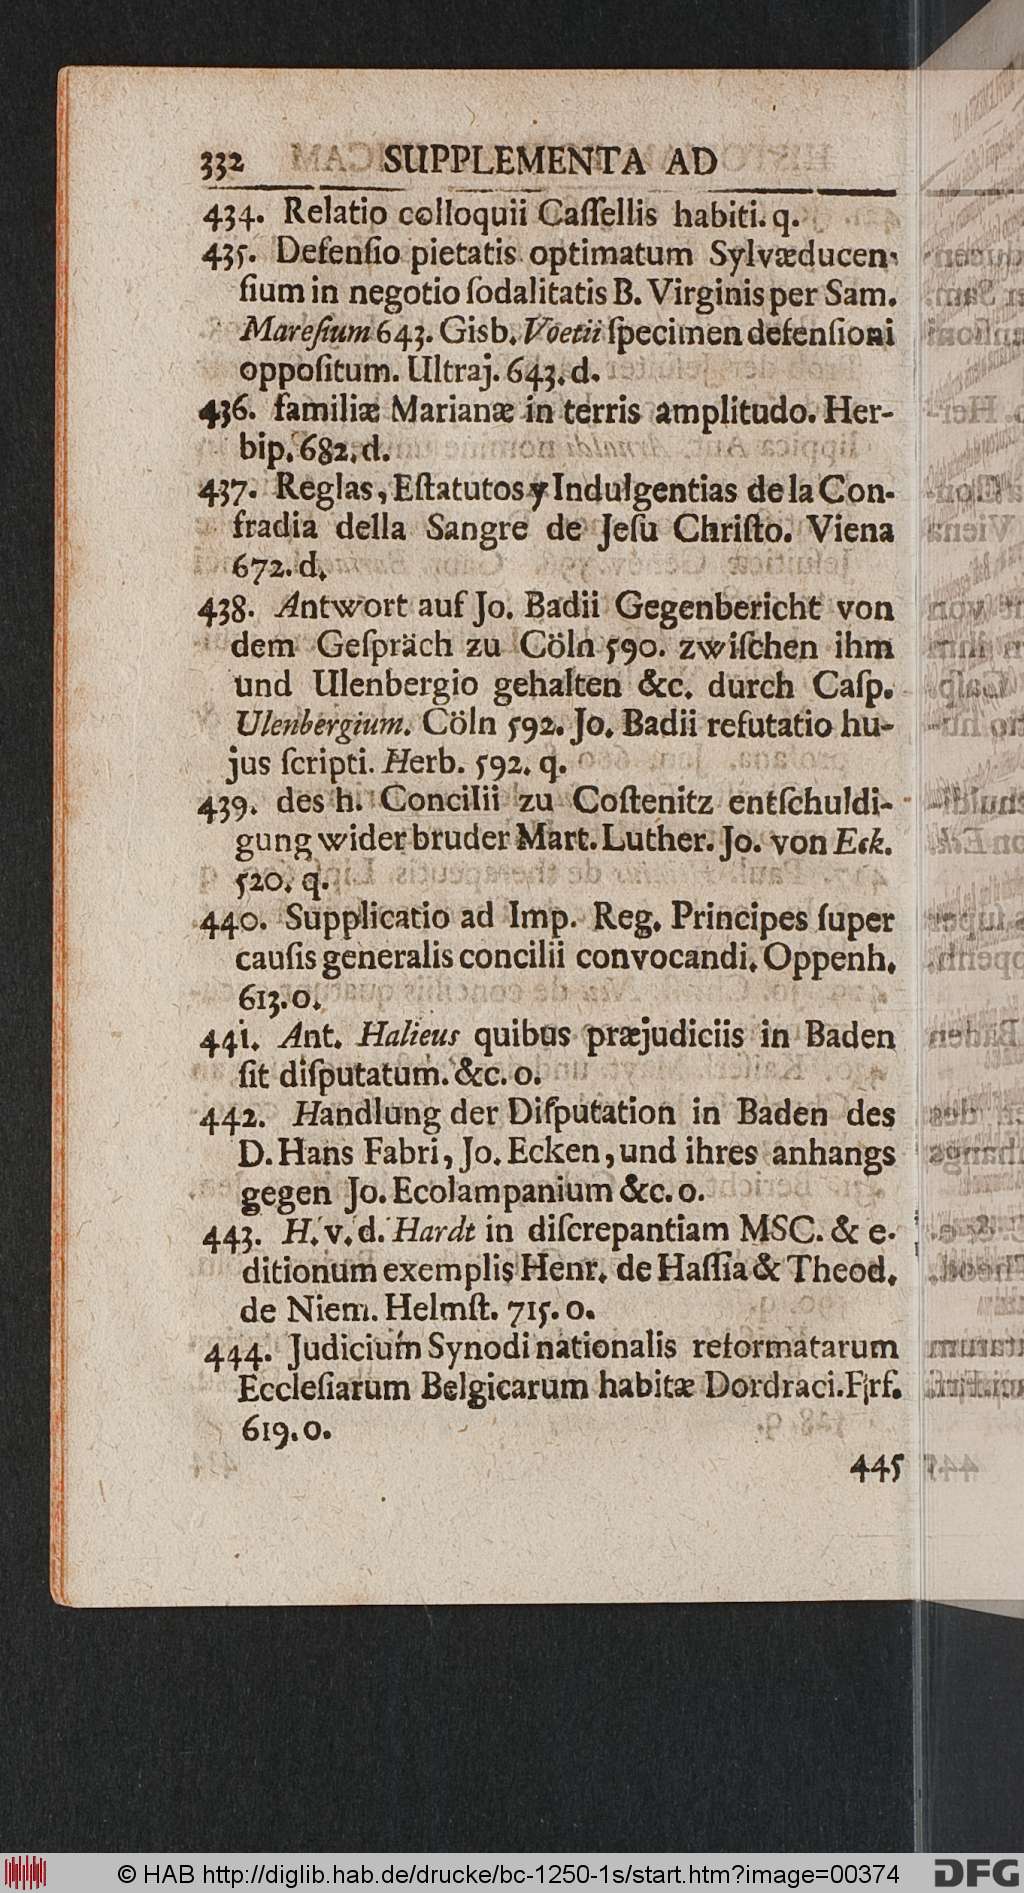 332 SUPPLEMENTA AD
434. Relatio colloquii Caſſellis habiti. q.
435. Defenſio pietatis optimatum Sylvæducen-
ſium in negotio ſodalitatis B. Virginis per Sam.
Mareſium 643. Gisb. Voetii ſpecimen defenſioni
oppoſitum. Ultraj. 643. d.
436. familiæ Marianæ in terris amplitudo. Her-
bip. 682. d.
437. Reglas, Eſtatutos y Indulgentias de la Con-
fradia della Sangre de Jeſu Chriſto. Viena
672. d.
438. Antwort auf Jo. Badii Gegenbericht von
dem Geſpräch zu Cöln 590. zwiſchen ihm
und Ulenbergio gehalten &c. durch Caſp.
Ulenbergium. Cöln 592. Jo. Badii refutatio hu-
jus ſcripti. Herb. 592. q.
439. des h. Concilii zu Coſtenitz entſchuldi-
gung wider bruder Mart. Luther. Jo. von Eck.
520. q.
440. Supplicatio ad Imp. Reg. Principes ſuper
cauſis generalis concilii convocandi. Oppenh.
613. o.
441. Ant. Halieus quibus præjudiciis in Baden
ſit diſputatum. &c. o.
442. Handlung der Diſputation in Baden des
D. Hans Fabri, Jo. Ecken, und ihres anhangs
gegen Jo. Ecolampanium &c. o.
443. H. v. d. Hardt in diſcrepantiam MSC. & e-
ditionum exemplis Henr. de Haſſia & Theod.
de Niem. Helmſt. 715. o.
444. Judicium Synodi nationalis reformatarum
Eccleſiarum Belgicarum habitæ Dordraci. Frf.
619. o.
445
© HAB http://diglib.hab.de/drucke/bc-1250-1s/start.htm?image=00374
DFG